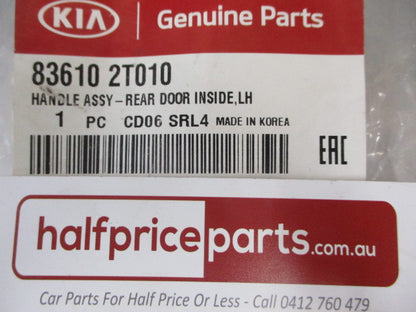 KIA Genuine Parts
83610 2T010
HANDLE ASSY-REAR DOOR INSIDE,LH
1 PC CD06 SRL4 MADE IN KOREA
EAC
halfpriceparts.com.au
Car Parts For Half Price Or Less - Call 0412 760 479